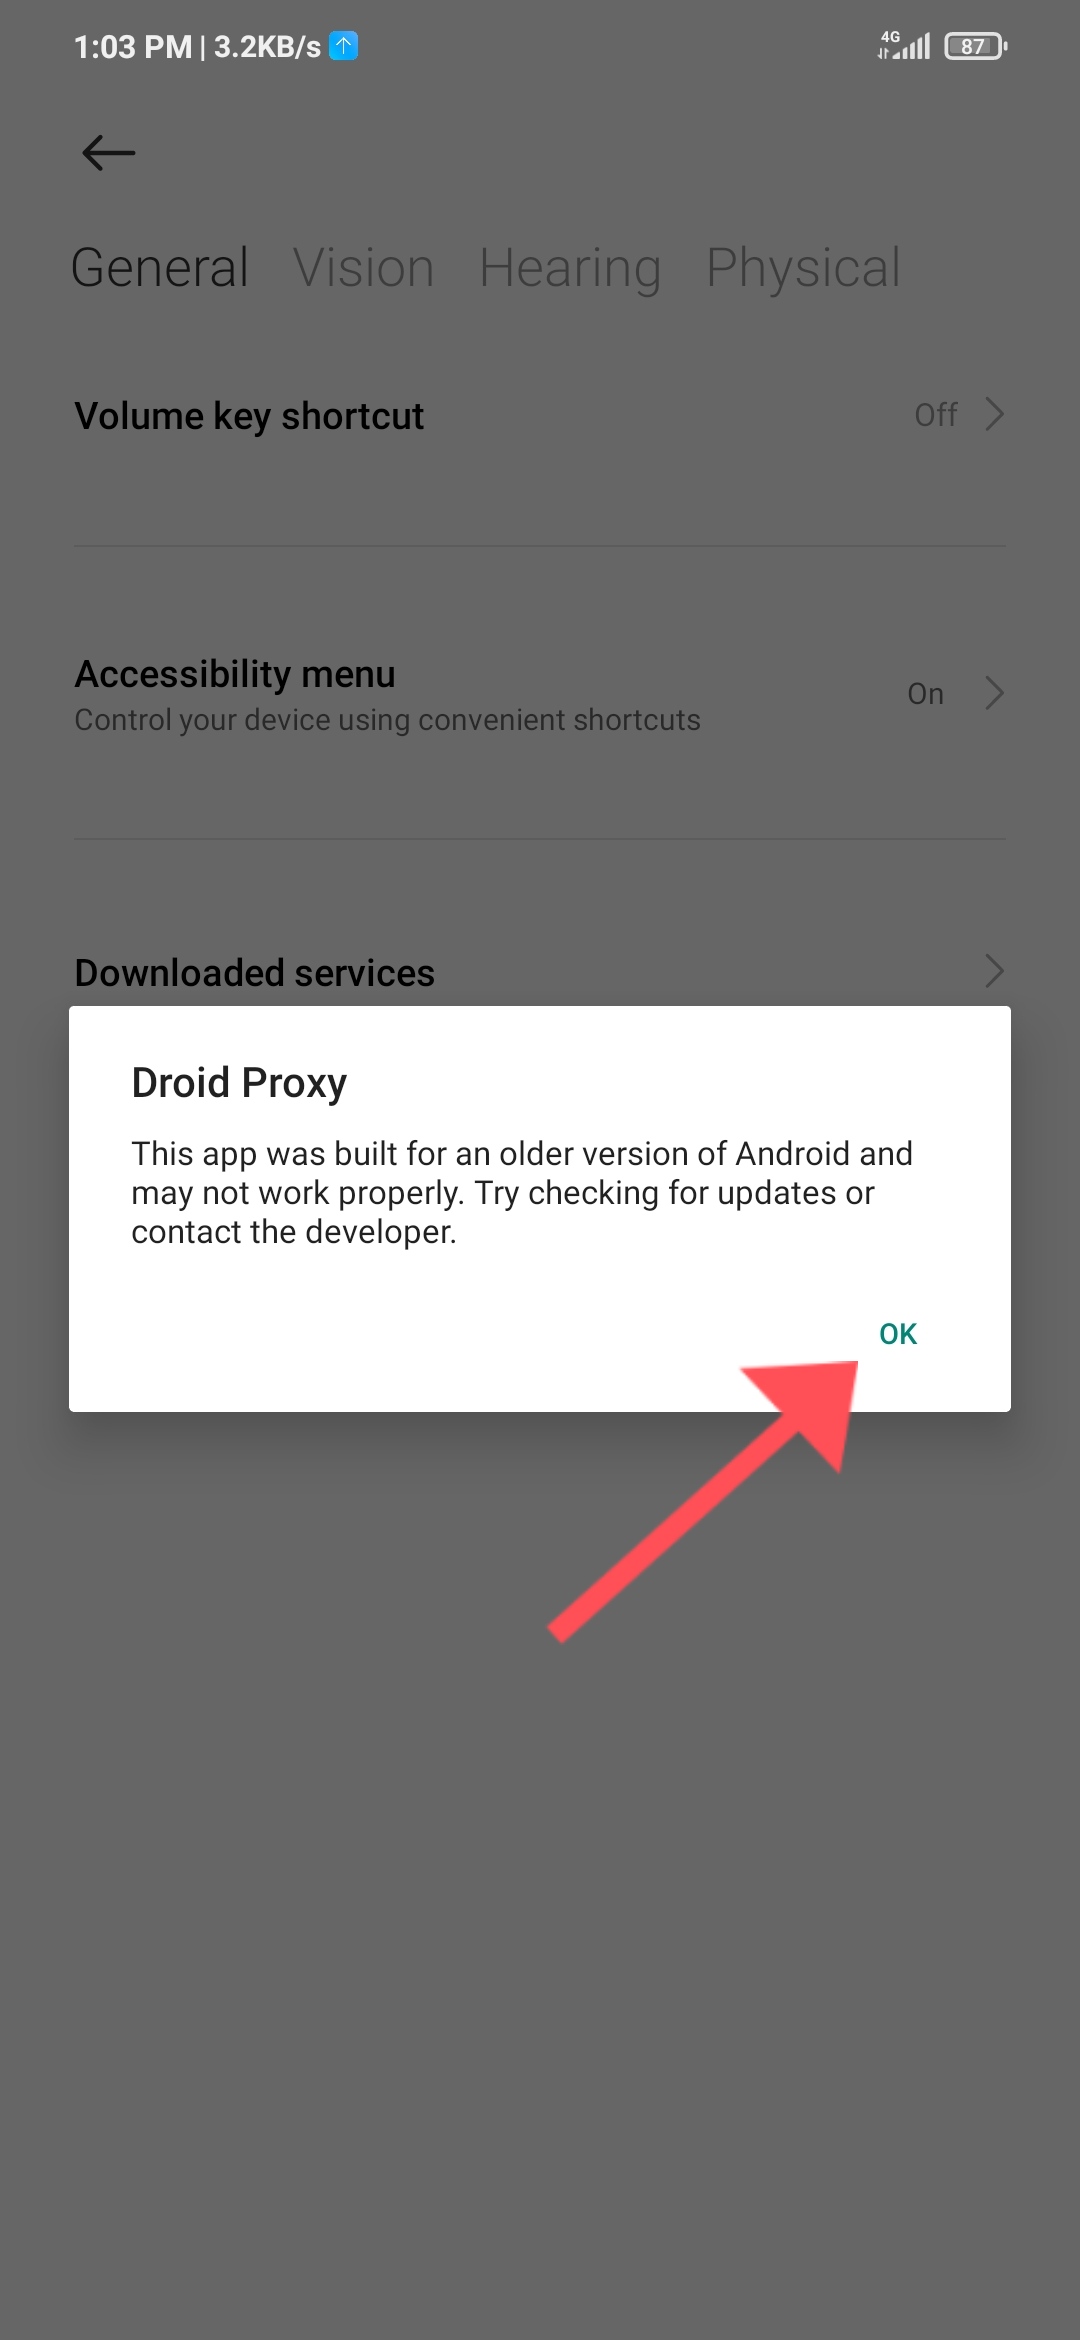 1:03 PM | 3.2KB/s
4G
87
General Vision Hearing Physical
Volume key shortcut Off
Accessibility menu
Control your device using convenient shortcuts
On
Downloaded services
Droid Proxy
This app was built for an older version of Android and
may not work properly. Try checking for updates or
contact the developer.
OK